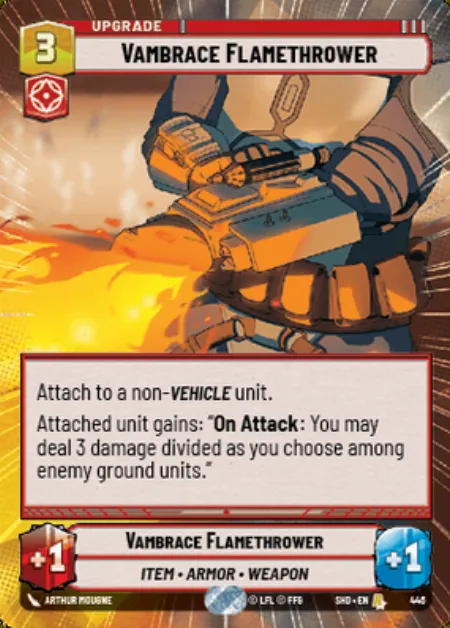 UPGRADE
3
VAMBRACE FLAMETHROWER
Attach to a non-VEHICLE unit.
Attached unit gains: “On Attack: You may
deal 3 damage divided as you choose among
enemy ground units.”
+1
VAMBRACE FLAMETHROWER
+1
ITEM • ARMOR • WEAPON
ARTHUR MOUGNE
© LFL © FFG
SHD • EN
446